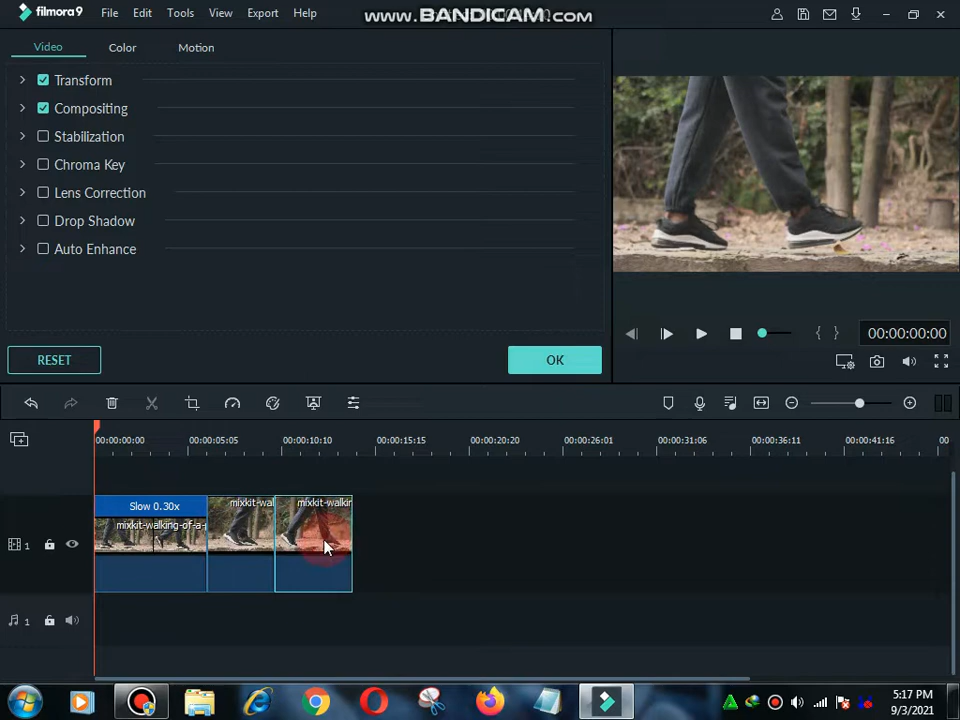 filmora9 File Edit Tools View Export Help
www.BANDICAM.com
Video Color Motion
Transform
Compositing
Stabilization
Chroma Key
Lens Correction
Drop Shadow
Auto Enhance
RESET OK
00:00:00:00
00:00:00:00 00:00:05:05 00:00:10:10 00:00:15:15 00:00:20:20 00:00:26:01 00:00:31:06 00:00:36:11 00:00:41:16 00
Slow 0.30x mixkit-wal mixkit-walkin
mixkit-walking-of-a-
1
1
5:17 PM
9/3/2021